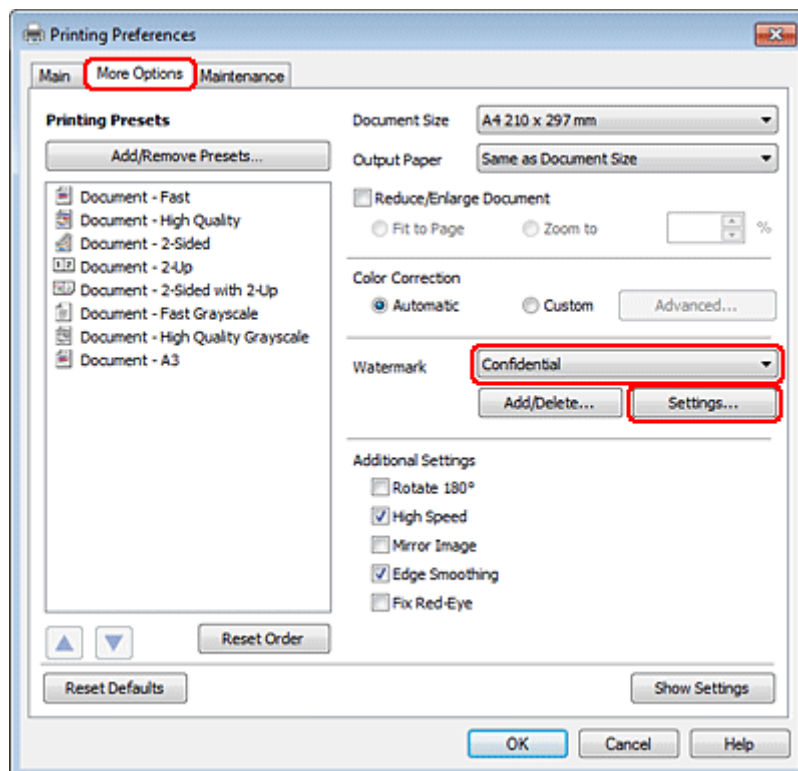 Printing Preferences
Main
More Options
Maintenance
Printing Presets
Add/Remove Presets...
Document - Fast
Document - High Quality
Document - 2-Sided
1 2
Document - 2-Up
Document - 2-Sided with 2-Up
Document - Fast Grayscale
Document - High Quality Grayscale
Document - A3
Reset Order
Document Size
A4 210 x 297 mm
Output Paper
Same as Document Size
Reduce/Enlarge Document
Fit to Page
Zoom to
%
Color Correction
Automatic
Custom
Advanced...
Watermark
Confidential
Add/Delete...
Settings...
Additional Settings
Rotate 180°
High Speed
Mirror Image
Edge Smoothing
Fix Red-Eye
Reset Defaults
Show Settings
OK
Cancel
Help